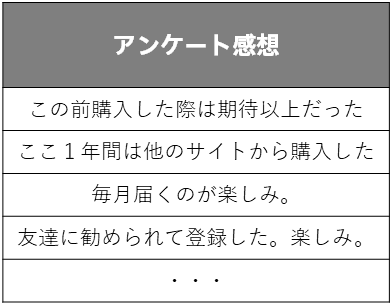 アンケート感想
この前購入した際は期待以上だった
ここ１年間は他のサイトから購入した
毎月届くのが楽しみ。
友達に勧められて登録した。楽しみ。
・・・